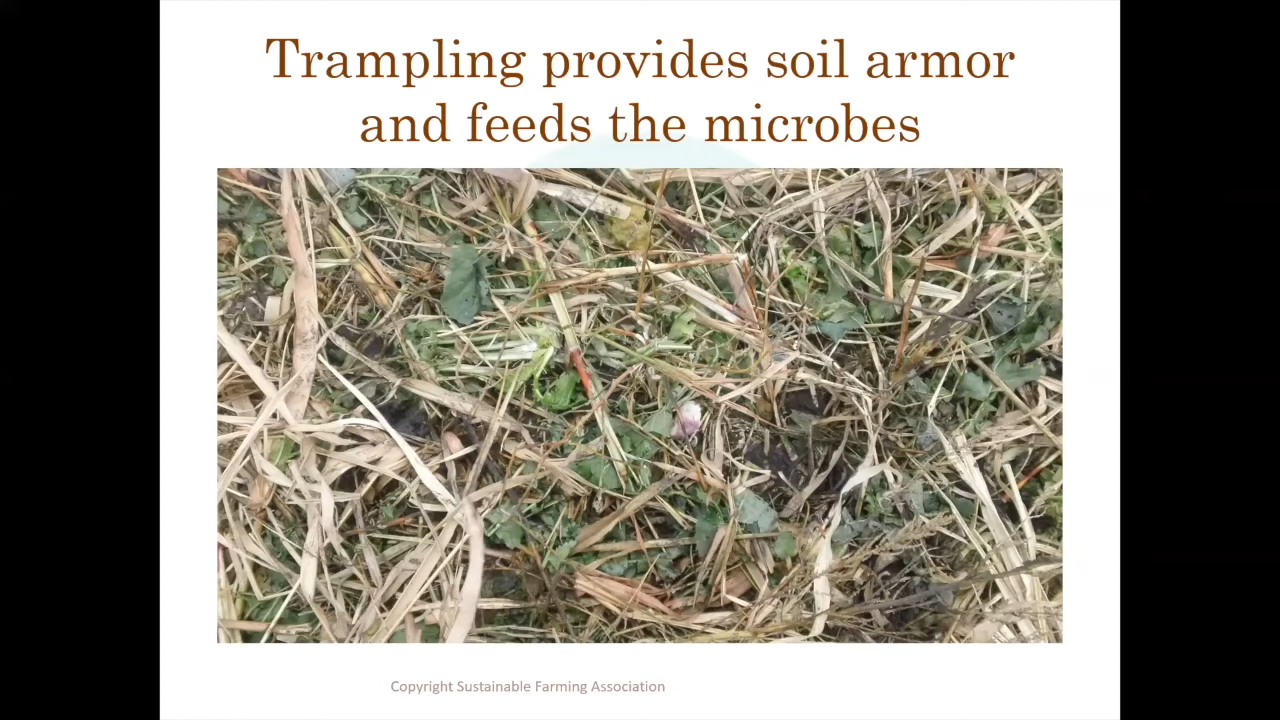 Trampling provides soil armor
and feeds the microbes
Copyright Sustainable Farming Association